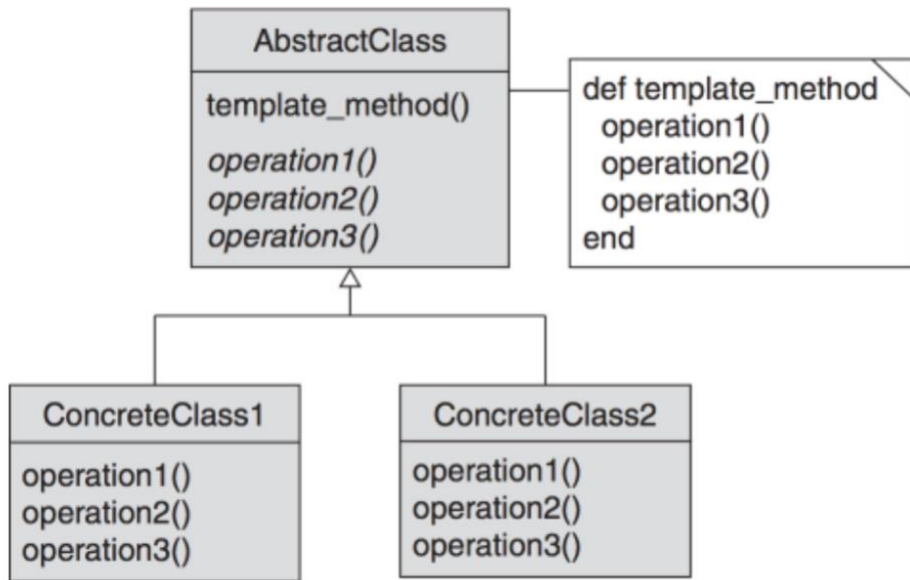 AbstractClass
template_method()
operation1()
operation2()
operation3()
def template_method
operation1()
operation2()
operation3()
end
ConcreteClass1
operation1()
operation2()
operation3()
ConcreteClass2
operation1()
operation2()
operation3()